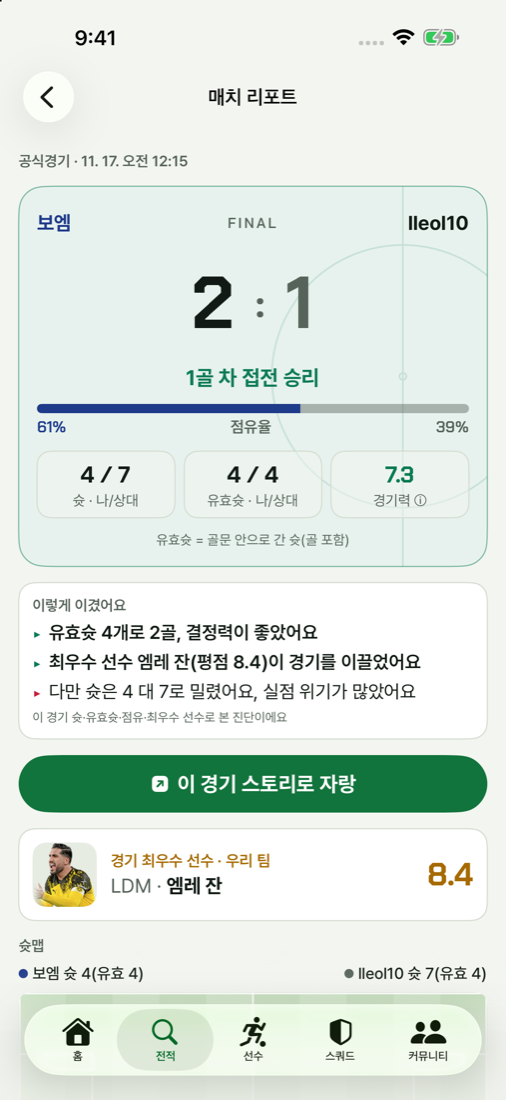 9:41
매치 리포트
공식경기 · 11. 17. 오전 12:15
보엠 FINAL lleol10
2 : 1
1골 차 접전 승리
61% 점유율 39%
4 / 7 4 / 4 7.3
슛 · 나/상대 유효슛 · 나/상대 경기력 ⓘ
유효슛 = 골문 안으로 간 슛(골 포함)
이렇게 이겼어요
▸ 유효슛 4개로 2골, 결정력이 좋았어요
▸ 최우수 선수 엠레 잔(평점 8.4)이 경기를 이끌었어요
▸ 다만 슛은 4 대 7로 밀렸어요, 실점 위기가 많았어요
이 경기 슛·유효슛·점유·최우수 선수로 본 진단이에요
이 경기 스토리로 자랑
경기 최우수 선수 · 우리 팀
LDM · 엠레 잔
8.4
슛맵
보엠 슛 4(유효 4) lleol10 슛 7(유효 4)
홈 전적 선수 스쿼드 커뮤니티